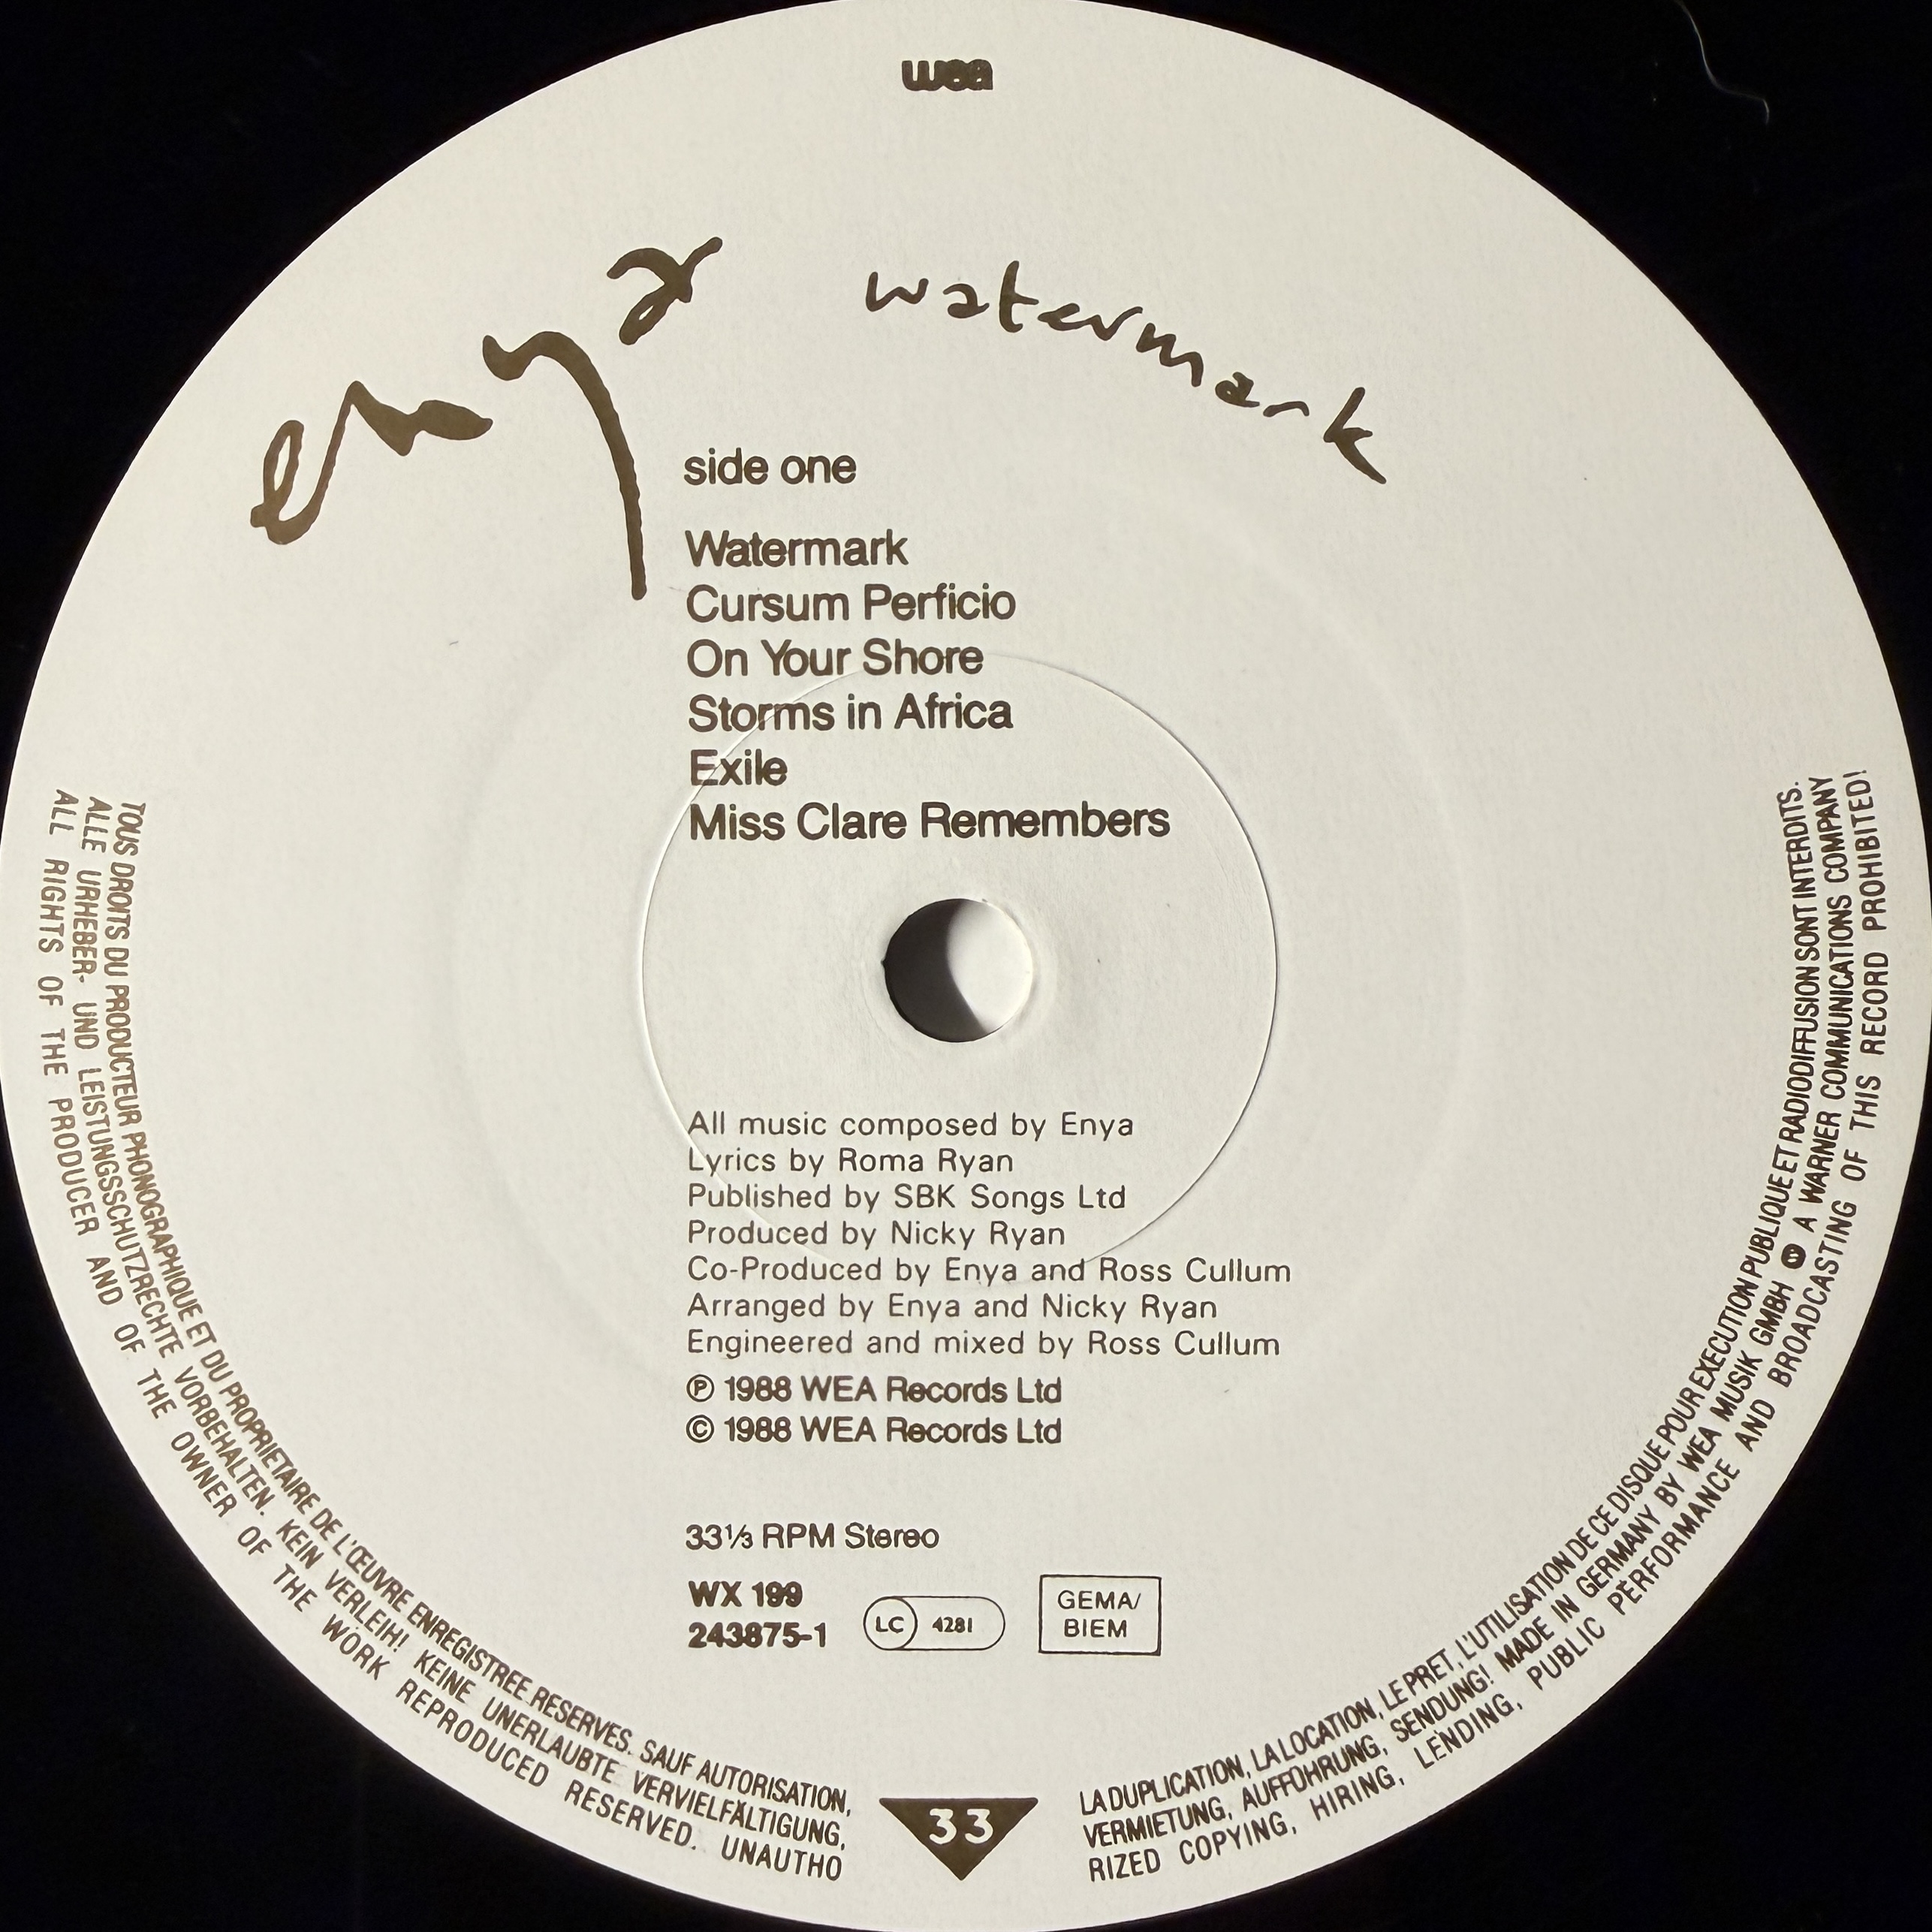 wea
enya
watermark
side one
Watermark
Cursum Perficio
On Your Shore
Storms in Africa
Exile
Miss Clare Remembers
All music composed by Enya
Lyrics by Roma Ryan
Published by SBK Songs Ltd
Produced by Nicky Ryan
Co-Produced by Enya and Ross Cullum
Arranged by Enya and Nicky Ryan
Engineered and mixed by Ross Cullum
℗ 1988 WEA Records Ltd
© 1988 WEA Records Ltd
33⅓ RPM Stereo
WX 199
243875-1
LC 4281
GEMA/
BIEM
TOUS DROITS DU PRODUCTEUR PHONOGRAPHIQUE ET DU PROPRIETAIRE DE L'ŒUVRE ENREGISTREE RESERVES. SAUF AUTORISATION, LA DUPLICATION, LA LOCATION, LE PRET, L'UTILISATION DE CE DISQUE POUR EXECUTION PUBLIQUE ET RADIODIFFUSION SONT INTERDITS.
ALLE URHEBER- UND LEISTUNGSSCHUTZRECHTE VORBEHALTEN. KEIN VERLEIH! KEINE UNERLAUBTE VERVIELFÄLTIGUNG, VERMIETUNG, AUFFÜHRUNG, SENDUNG! MADE IN GERMANY BY WEA MUSIK GMBH A WARNER COMMUNICATIONS COMPANY
ALL RIGHTS OF THE PRODUCER AND OF THE OWNER OF THE WORK REPRODUCED RESERVED. UNAUTHORIZED COPYING, HIRING, LENDING, PUBLIC PERFORMANCE AND BROADCASTING OF THIS RECORD PROHIBITED!
33